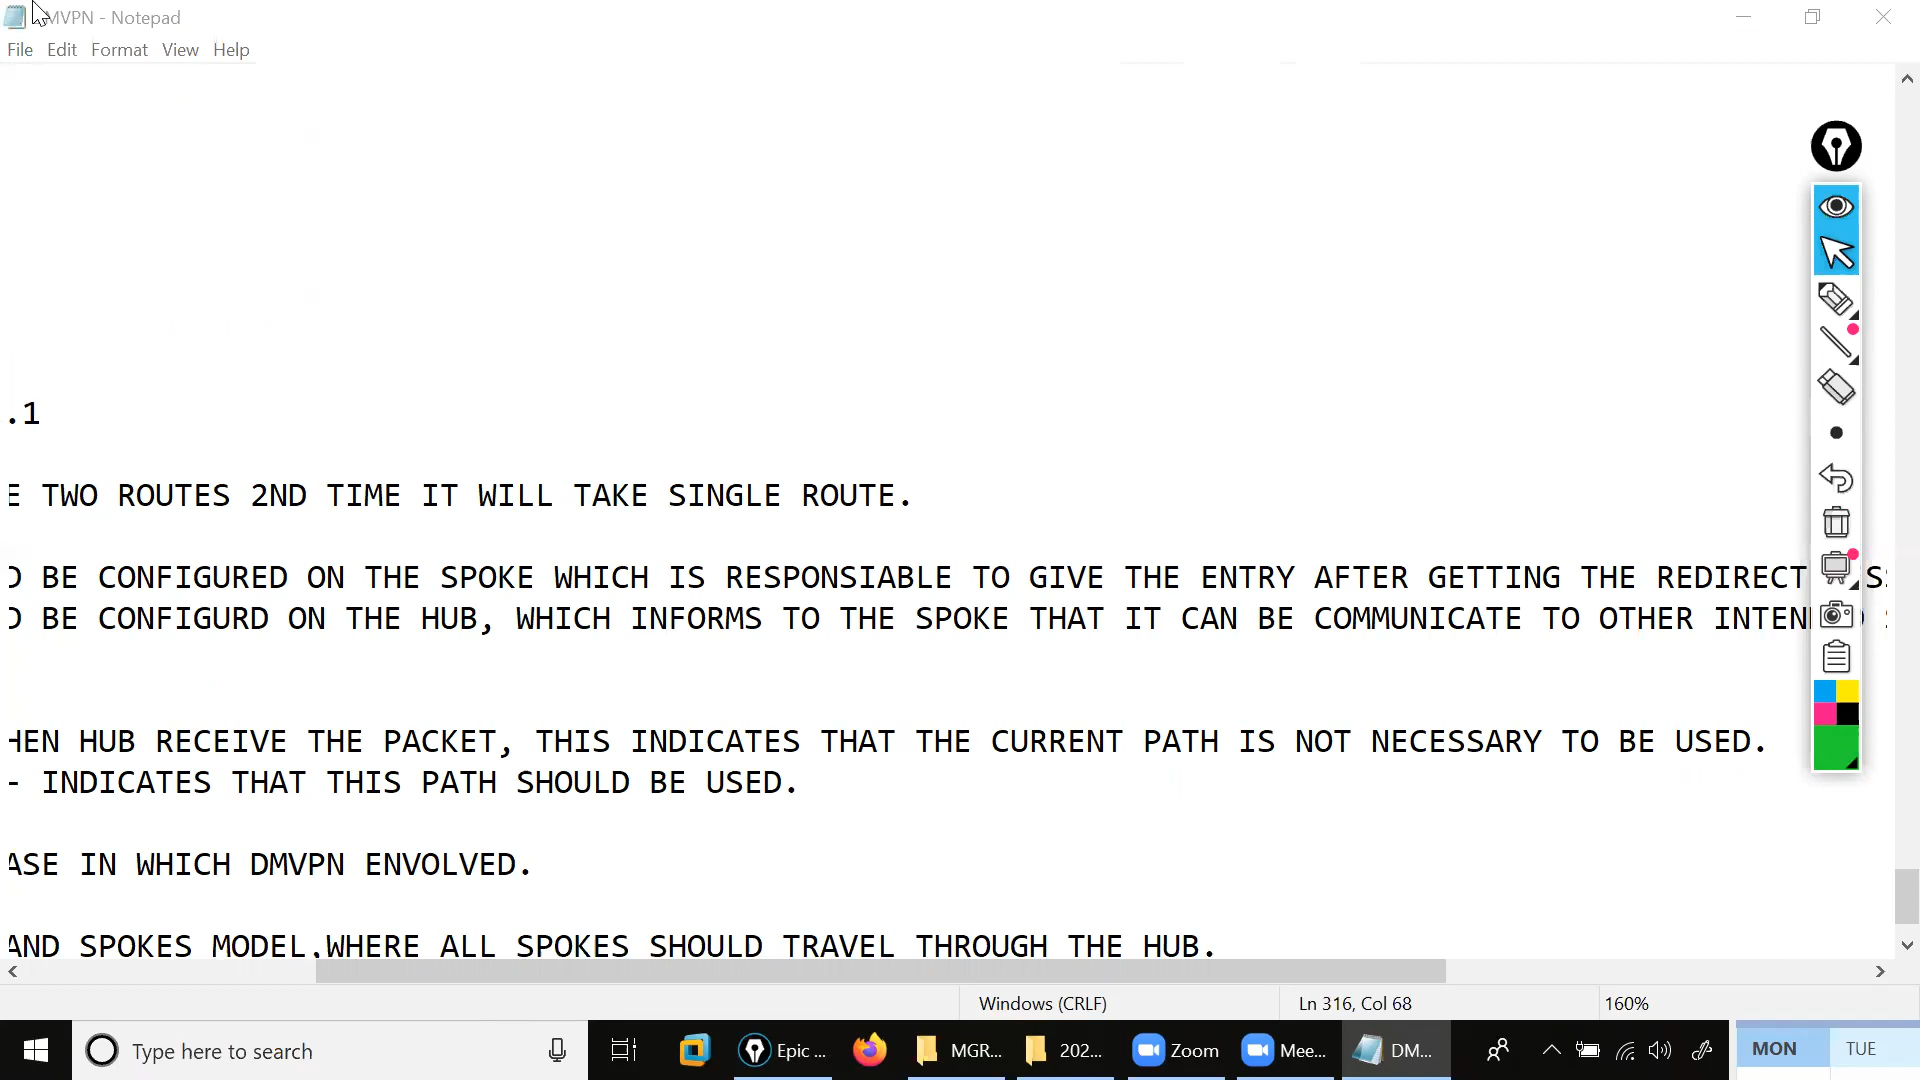 MVPN - Notepad
File Edit Format View Help
.1
E TWO ROUTES 2ND TIME IT WILL TAKE SINGLE ROUTE.
D BE CONFIGURED ON THE SPOKE WHICH IS RESPONSIABLE TO GIVE THE ENTRY AFTER GETTING THE REDIRECT
D BE CONFIGURD ON THE HUB, WHICH INFORMS TO THE SPOKE THAT IT CAN BE COMMUNICATE TO OTHER
HEN HUB RECEIVE THE PACKET, THIS INDICATES THAT THE CURRENT PATH IS NOT NECESSARY TO BE USED.
- INDICATES THAT THIS PATH SHOULD BE USED.
ASE IN WHICH DMVPN ENVOLVED.
AND SPOKES MODEL,WHERE ALL SPOKES SHOULD TRAVEL THROUGH THE HUB.
Windows (CRLF) Ln 316, Col 68 160%
Type here to search Epic ... MGR... 202... Zoom Mee... DM... MON TUE